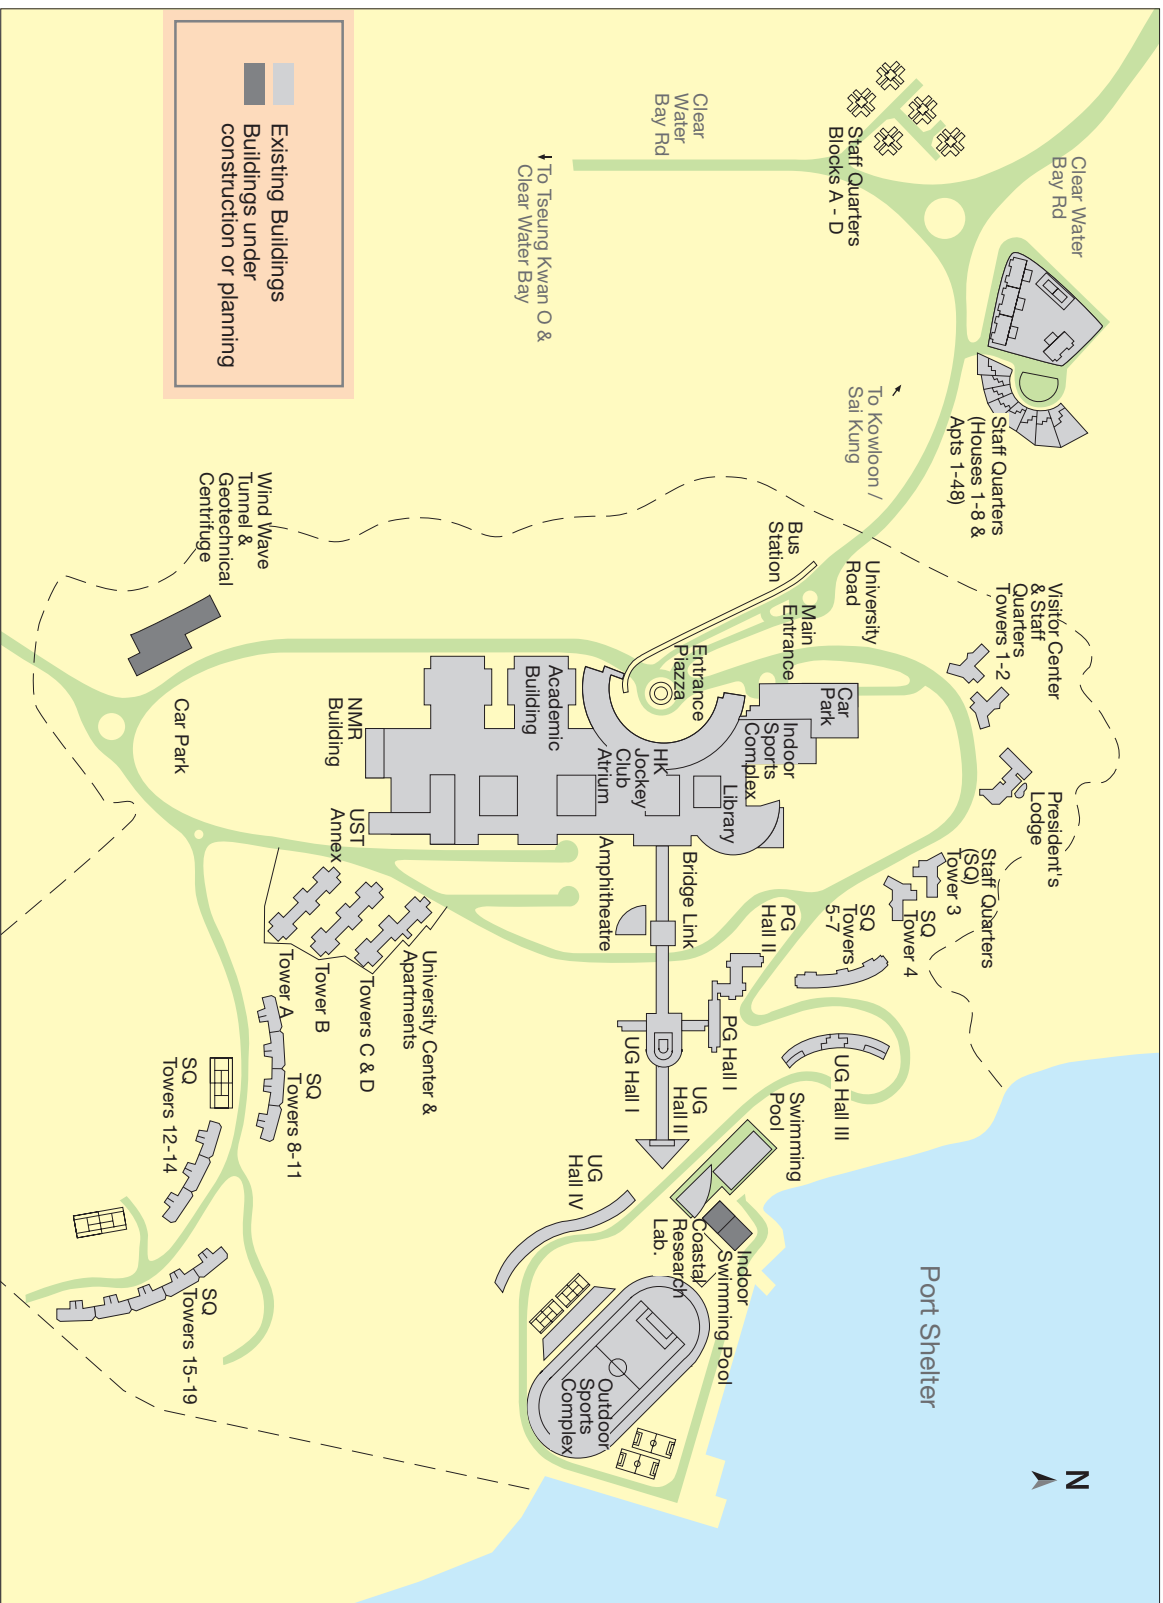 Clear Water
Bay Rd
Clear
Water
Bay Rd
Staff Quarters
Blocks A - D
To Tseung Kwan O &
Clear Water Bay
To Kowloon /
Sai Kung
Staff Quarters
(Houses 1-8 &
Apts 1-48)
Existing Buildings
Buildings under
construction or planning
Visitor Center
& Staff
Quarters
Towers 1-2
President's
Lodge
University
Road
Bus
Station
Main
Entrance
Entrance
Piazza
Car
Park
Indoor
Sports
Complex
Library
HK
Jockey
Club
Atrium
Academic
Building
NMR
Building
UST
Annex
Wind Wave
Tunnel &
Geotechnical
Centrifuge
Car Park
Staff Quarters
(SQ)
Tower 3
SQ
Tower 4
SQ
Towers
5-7
PG
Hall II
Bridge Link
Amphitheatre
PG Hall I
UG Hall III
UG Hall I
UG
Hall II
Swimming
Pool
UG
Hall IV
Coastal
Research
Lab.
Indoor
Swimming Pool
Outdoor
Sports
Complex
University Center &
Apartments
Towers C & D
Tower B
Tower A
SQ
Towers 8-11
SQ
Towers 12-14
SQ
Towers 15-19
Port Shelter
N